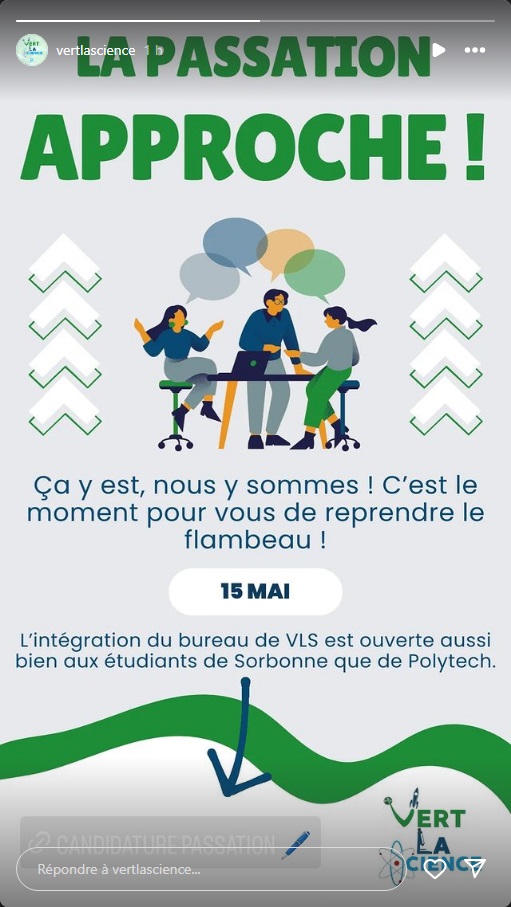 LA PASSATION
vertlascience 1 h
APPROCHE !
Ça y est, nous y sommes ! C’est le
moment pour vous de reprendre le
flambeau !
15 MAI
L’intégration du bureau de VLS est ouverte aussi
bien aux étudiants de Sorbonne que de Polytech.
VERT
LA
SCIENCE
CANDIDATURE PASSATION
Répondre à vertlascience...